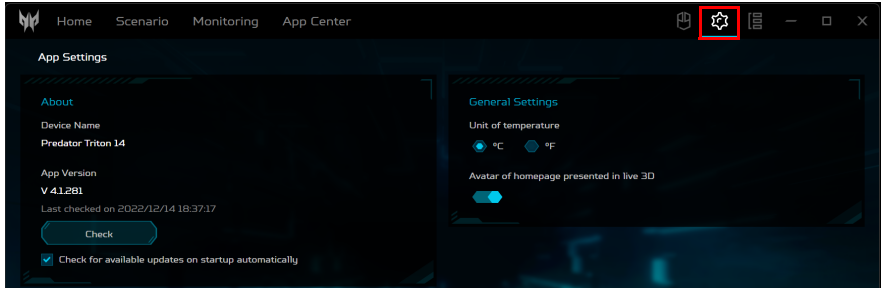 Home Scenario Monitoring App Center
App Settings
About
Device Name
Predator Triton 14
App Version
V 4.1.281
Last checked on 2022/12/14 18:37:17
Check
Check for available updates on startup automatically
General Settings
Unit of temperature
°C °F
Avatar of homepage presented in live 3D